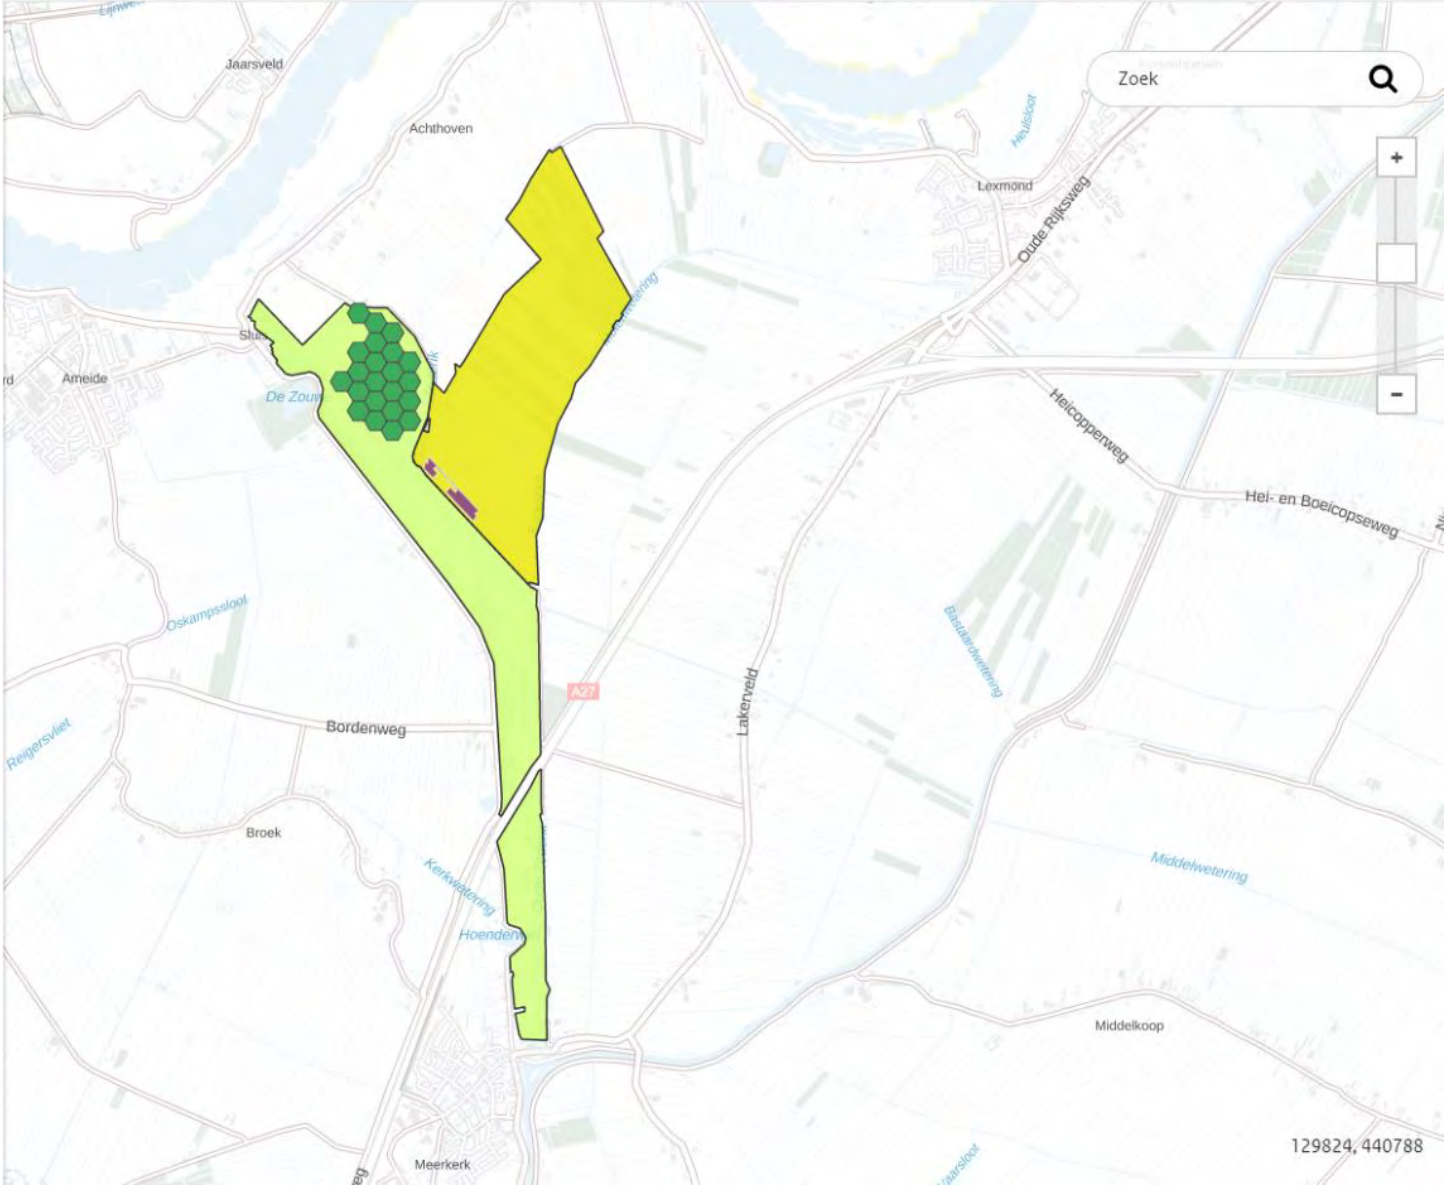 Jaarsveld
Zoek
Achthoven
Heulsloot
Lexmond
Oude Rijksweg
+
Ameide
De Zouw
-
Heicopperweg
Hei- en Boeicopseweg
Oskampssloot
Bastaardwetering
A27
Lakerveld
Reigersvliet
Bordenweg
Broek
Middelwetering
Kerkwetering
Middelkoop
129824, 440788
Meerkerk